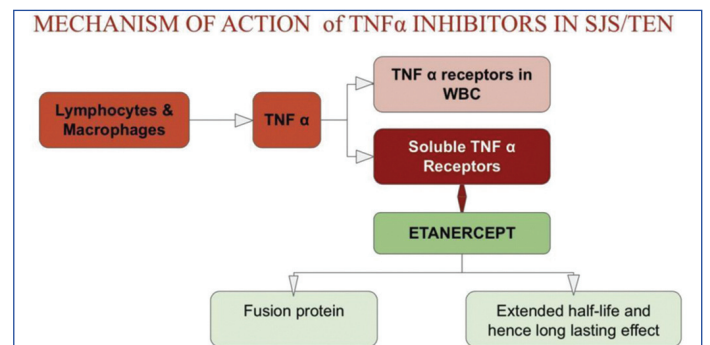 MECHANISM OF ACTION of TNFα INHIBITORS IN SJS/TEN
TNF α receptors in
WBC
Lymphocytes &
Macrophages
TNF α
Soluble TNF α
Receptors
ETANERCEPT
Fusion protein
Extended half-life and
hence long lasting effect